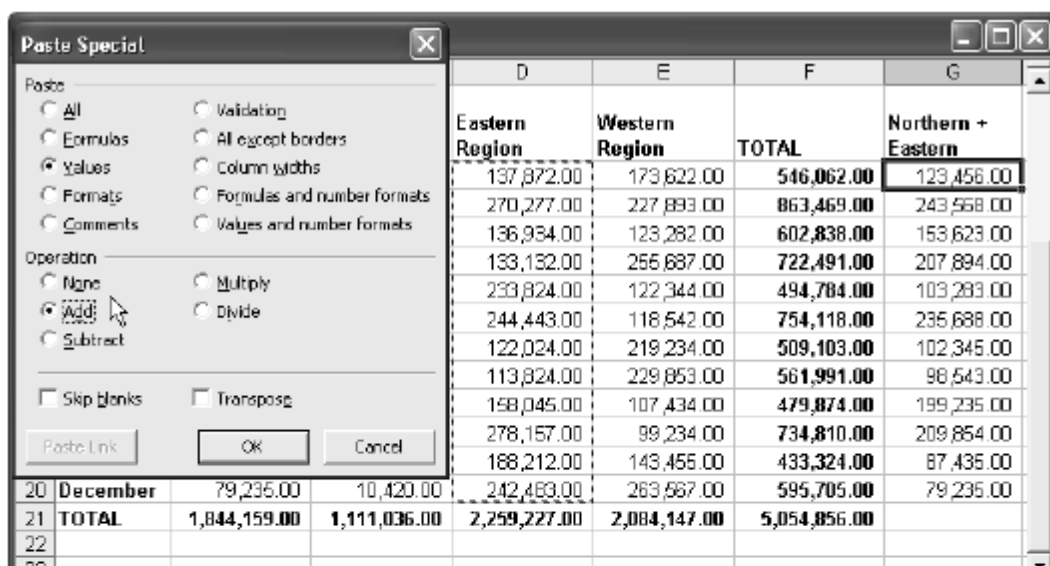 Paste Special
Paste
All
Validation
Formulas
All except borders
Values
Column widths
Formats
Formulas and number formats
Comments
Values and number formats
Operation
None
Multiply
Add
Divide
Subtract
Skip blanks
Transpose
Paste Link
OK
Cancel
D E F G
Eastern Region Western Region TOTAL Northern + Eastern
137,872.00 173,622.00 546,062.00 123,456.00
270,277.00 227,893.00 863,469.00 243,568.00
136,934.00 123,282.00 602,838.00 153,623.00
133,132.00 255,687.00 722,491.00 207,894.00
233,824.00 122,344.00 494,784.00 103,283.00
244,443.00 118,542.00 754,118.00 235,688.00
122,024.00 219,234.00 509,103.00 102,345.00
113,824.00 229,853.00 561,991.00 98,543.00
158,045.00 107,434.00 479,874.00 199,235.00
278,157.00 99,234.00 734,810.00 209,854.00
188,212.00 143,455.00 433,324.00 87,435.00
20 December 79,235.00 10,420.00 242,483.00 263,567.00 595,705.00 79,235.00
21 TOTAL 1,844,159.00 1,111,036.00 2,259,227.00 2,084,147.00 5,054,856.00
22